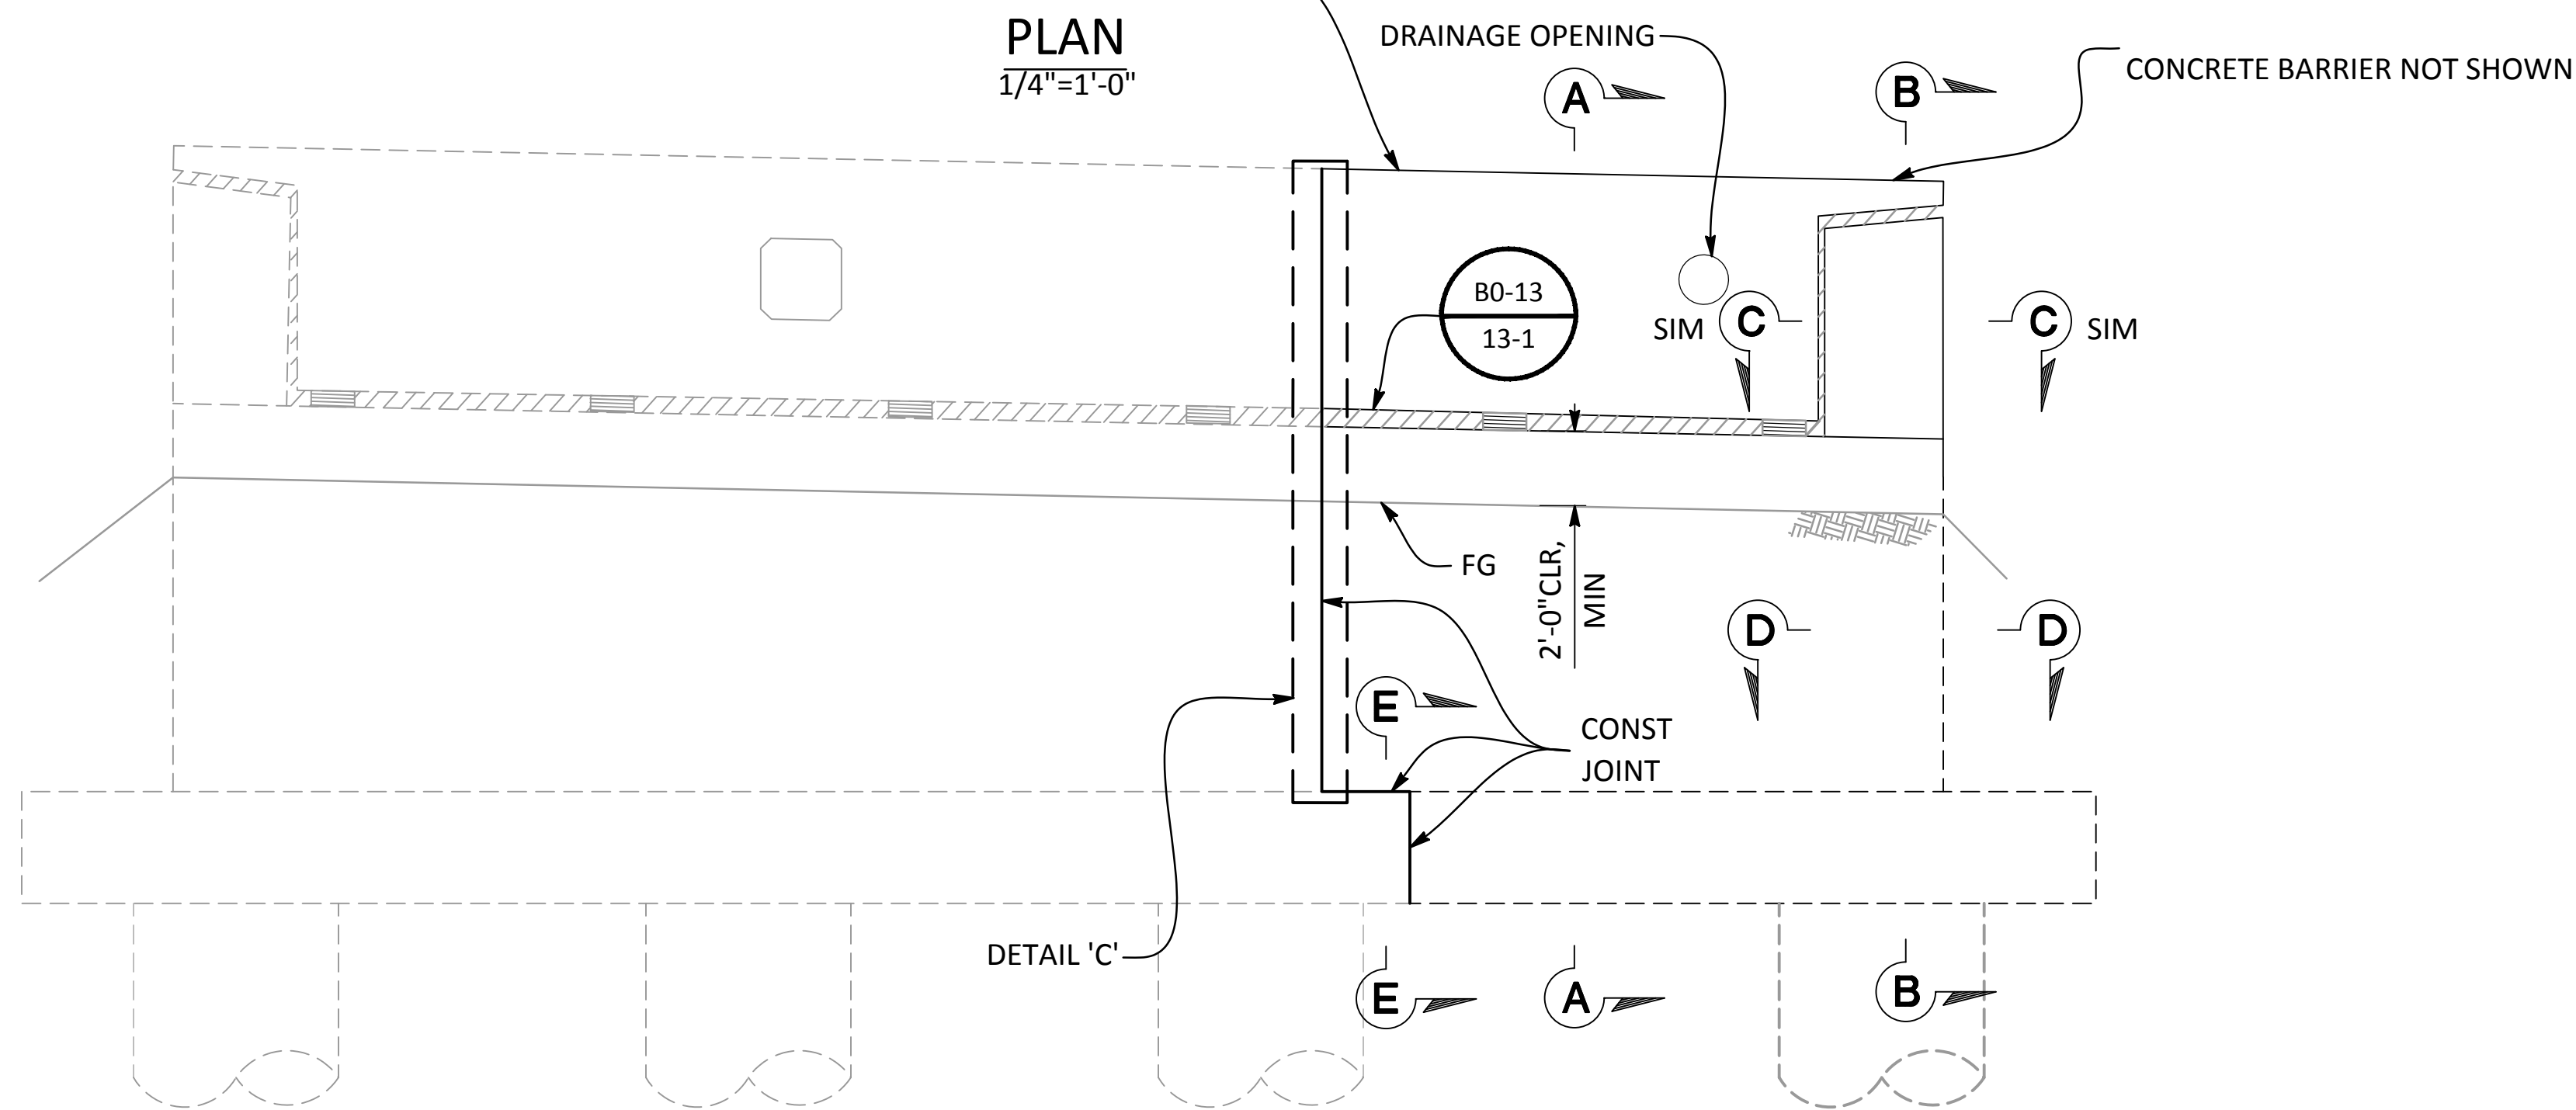 PLAN
1/4"=1'-0"
DRAINAGE OPENING
CONCRETE BARRIER NOT SHOWN
A
B
B0-13
13-1
SIM
C
C
SIM
FG
2'-0"CLR,
MIN
D
D
E
CONST
JOINT
DETAIL 'C'
E
A
B